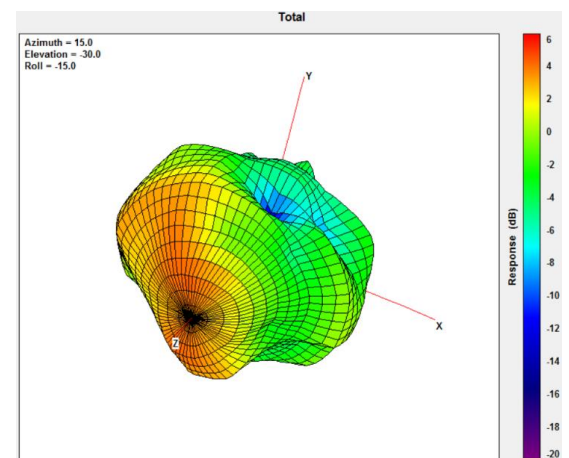 Total
Azimuth = 15.0
Elevation = -30.0
Roll = -15.0
Y
X
Z
Response (dB)
6
4
2
0
-2
-4
-6
-8
-10
-12
-14
-16
-18
-20